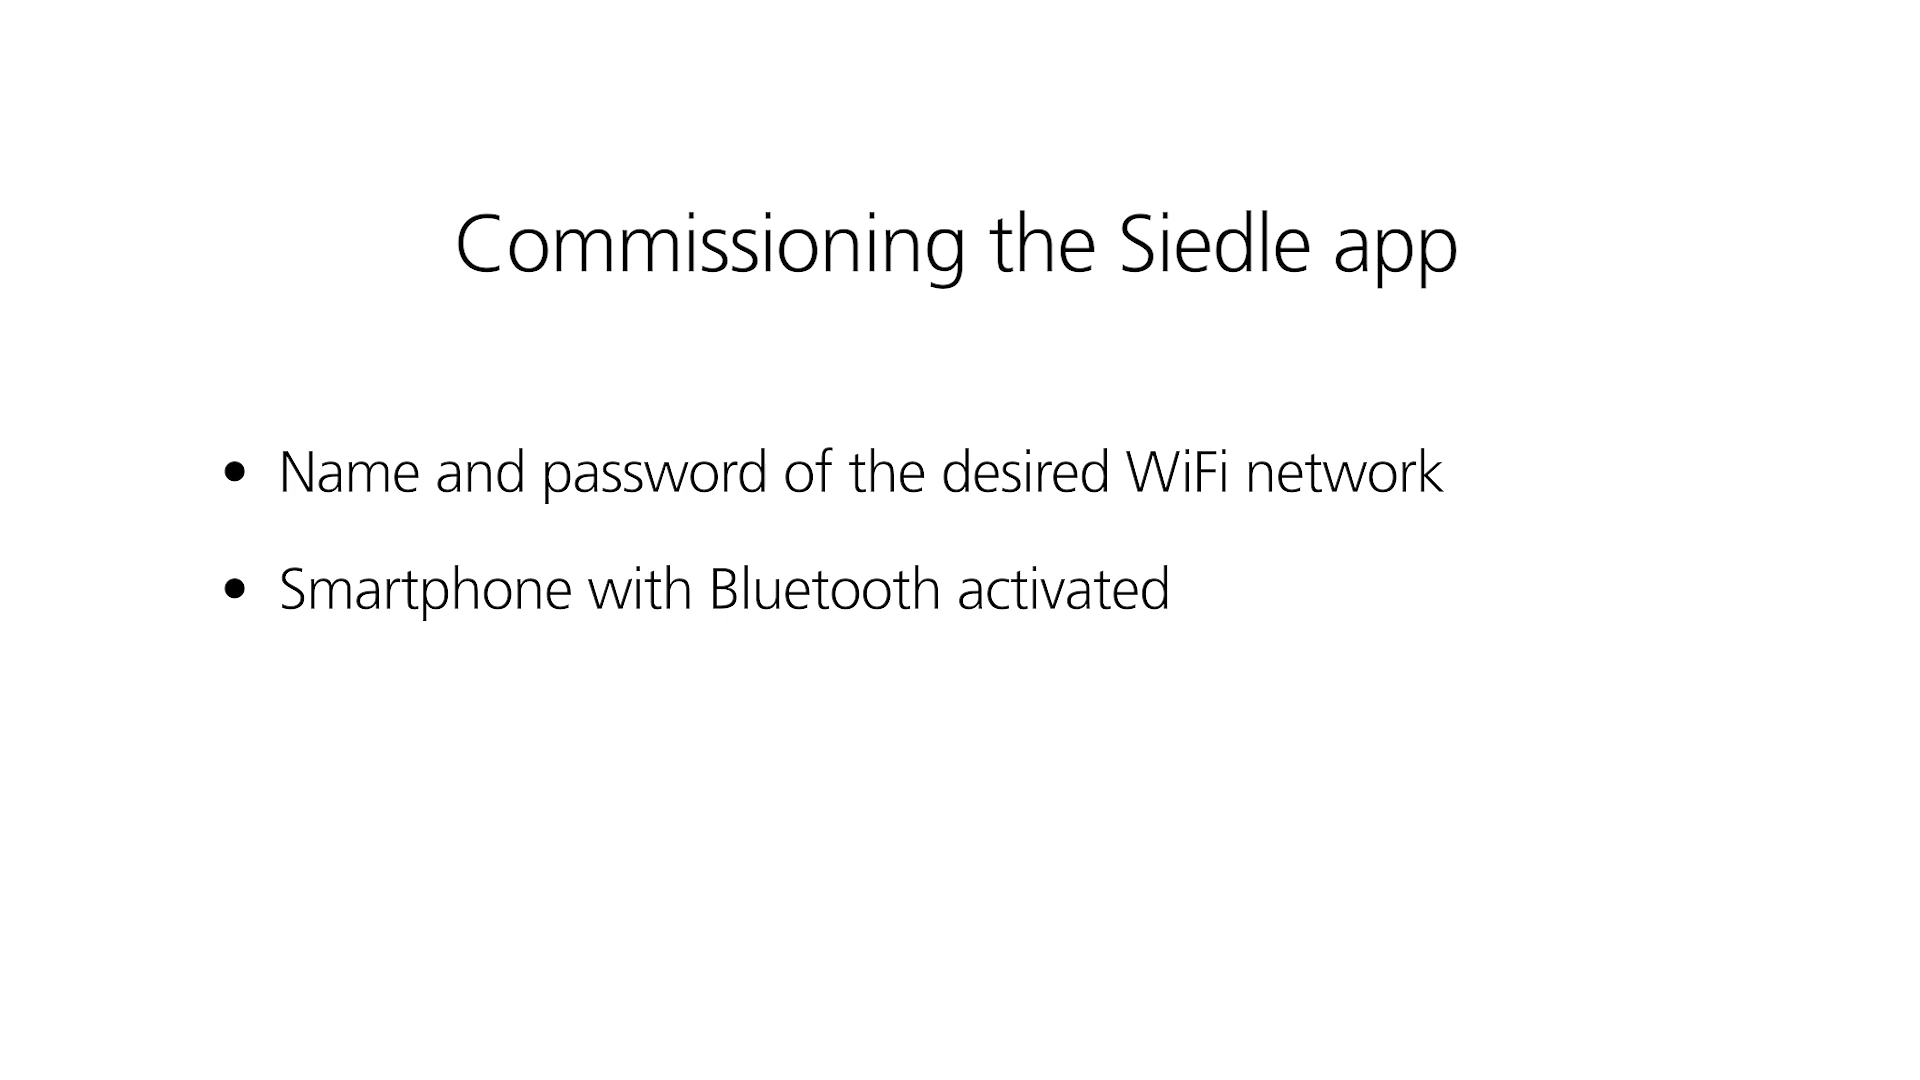 Commissioning the Siedle app
• Name and password of the desired WiFi network
• Smartphone with Bluetooth activated